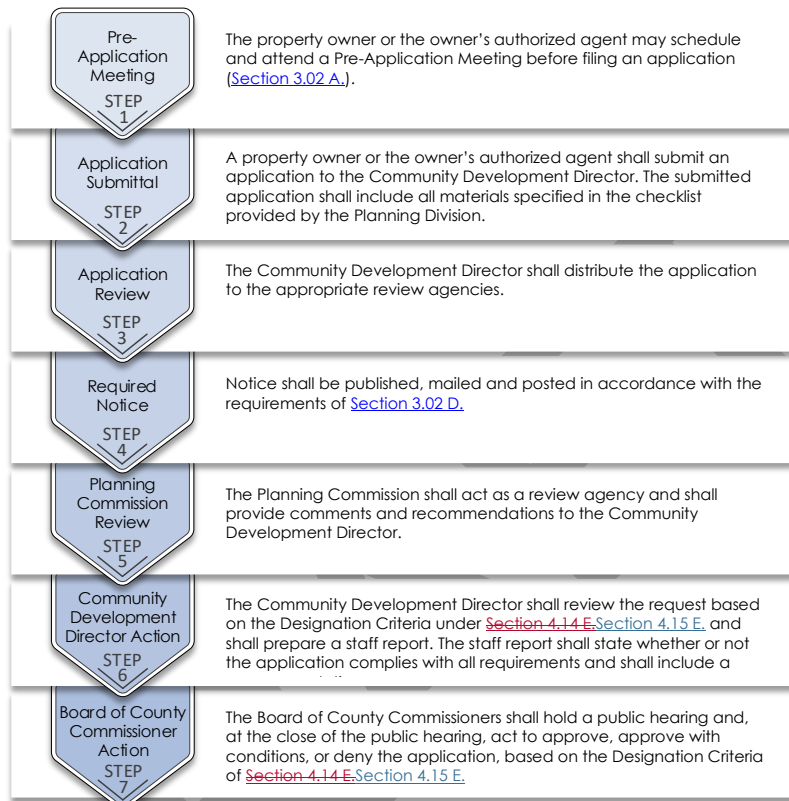 Pre-
Application
Meeting
STEP
1
The property owner or the owner’s authorized agent may schedule
and attend a Pre-Application Meeting before filing an application
(Section 3.02 A.).
Application
Submittal
STEP
2
A property owner or the owner’s authorized agent shall submit an
application to the Community Development Director. The submitted
application shall include all materials specified in the checklist
provided by the Planning Division.
Application
Review
STEP
3
The Community Development Director shall distribute the application
to the appropriate review agencies.
Required
Notice
STEP
4
Notice shall be published, mailed and posted in accordance with the
requirements of Section 3.02 D.
Planning
Commission
Review
STEP
5
The Planning Commission shall act as a review agency and shall
provide comments and recommendations to the Community
Development Director.
Community
Development
Director Action
STEP
6
The Community Development Director shall review the request based
on the Designation Criteria under Section 4.14 E.Section 4.15 E. and
shall prepare a staff report. The staff report shall state whether or not
the application complies with all requirements and shall include a
Board of County
Commissioner
Action
STEP
7
The Board of County Commissioners shall hold a public hearing and,
at the close of the public hearing, act to approve, approve with
conditions, or deny the application, based on the Designation Criteria
of Section 4.14 E.Section 4.15 E.